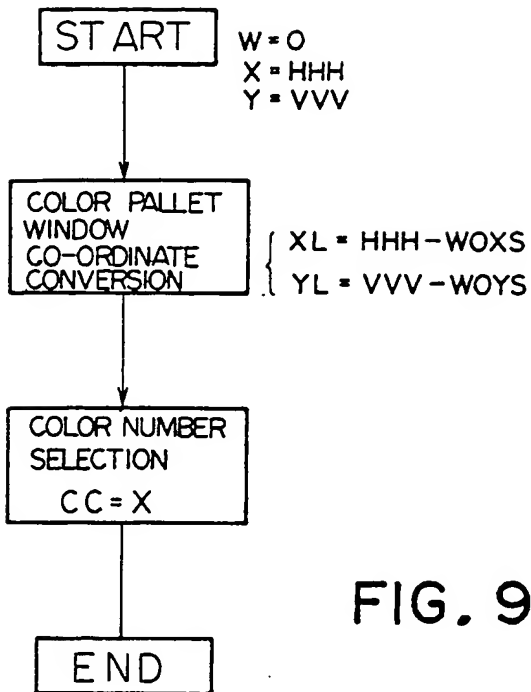 START
W = 0
X = HHH
Y = VVV
COLOR PALLET
WINDOW
CO-ORDINATE
CONVERSION
XL = HHH-WOXS
YL = VVV-WOYS
COLOR NUMBER
SELECTION
CC = X
END
FIG. 9